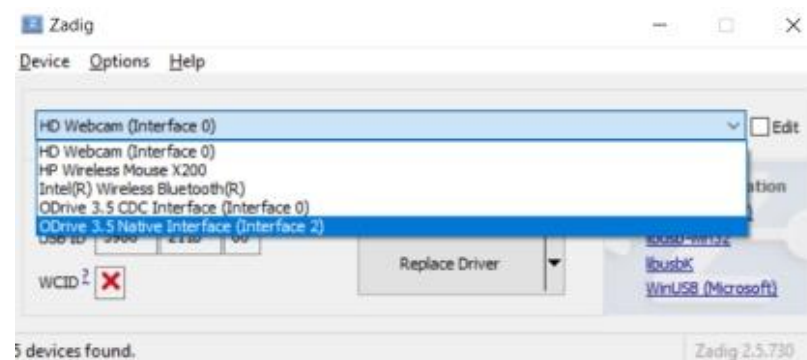 Zadig
Device Options Help
HD Webcam (Interface 0)
Edit
HD Webcam (Interface 0)
HP Wireless Mouse X200
Intel(R) Wireless Bluetooth(R)
ODrive 3.5 CDC Interface (Interface 0)
ODrive 3.5 Native Interface (Interface 2)
ation
USB ID
libusb-win32
Replace Driver
libusbK
WCID ?
WinUSB (Microsoft)
5 devices found.
Zadig 2.5.730